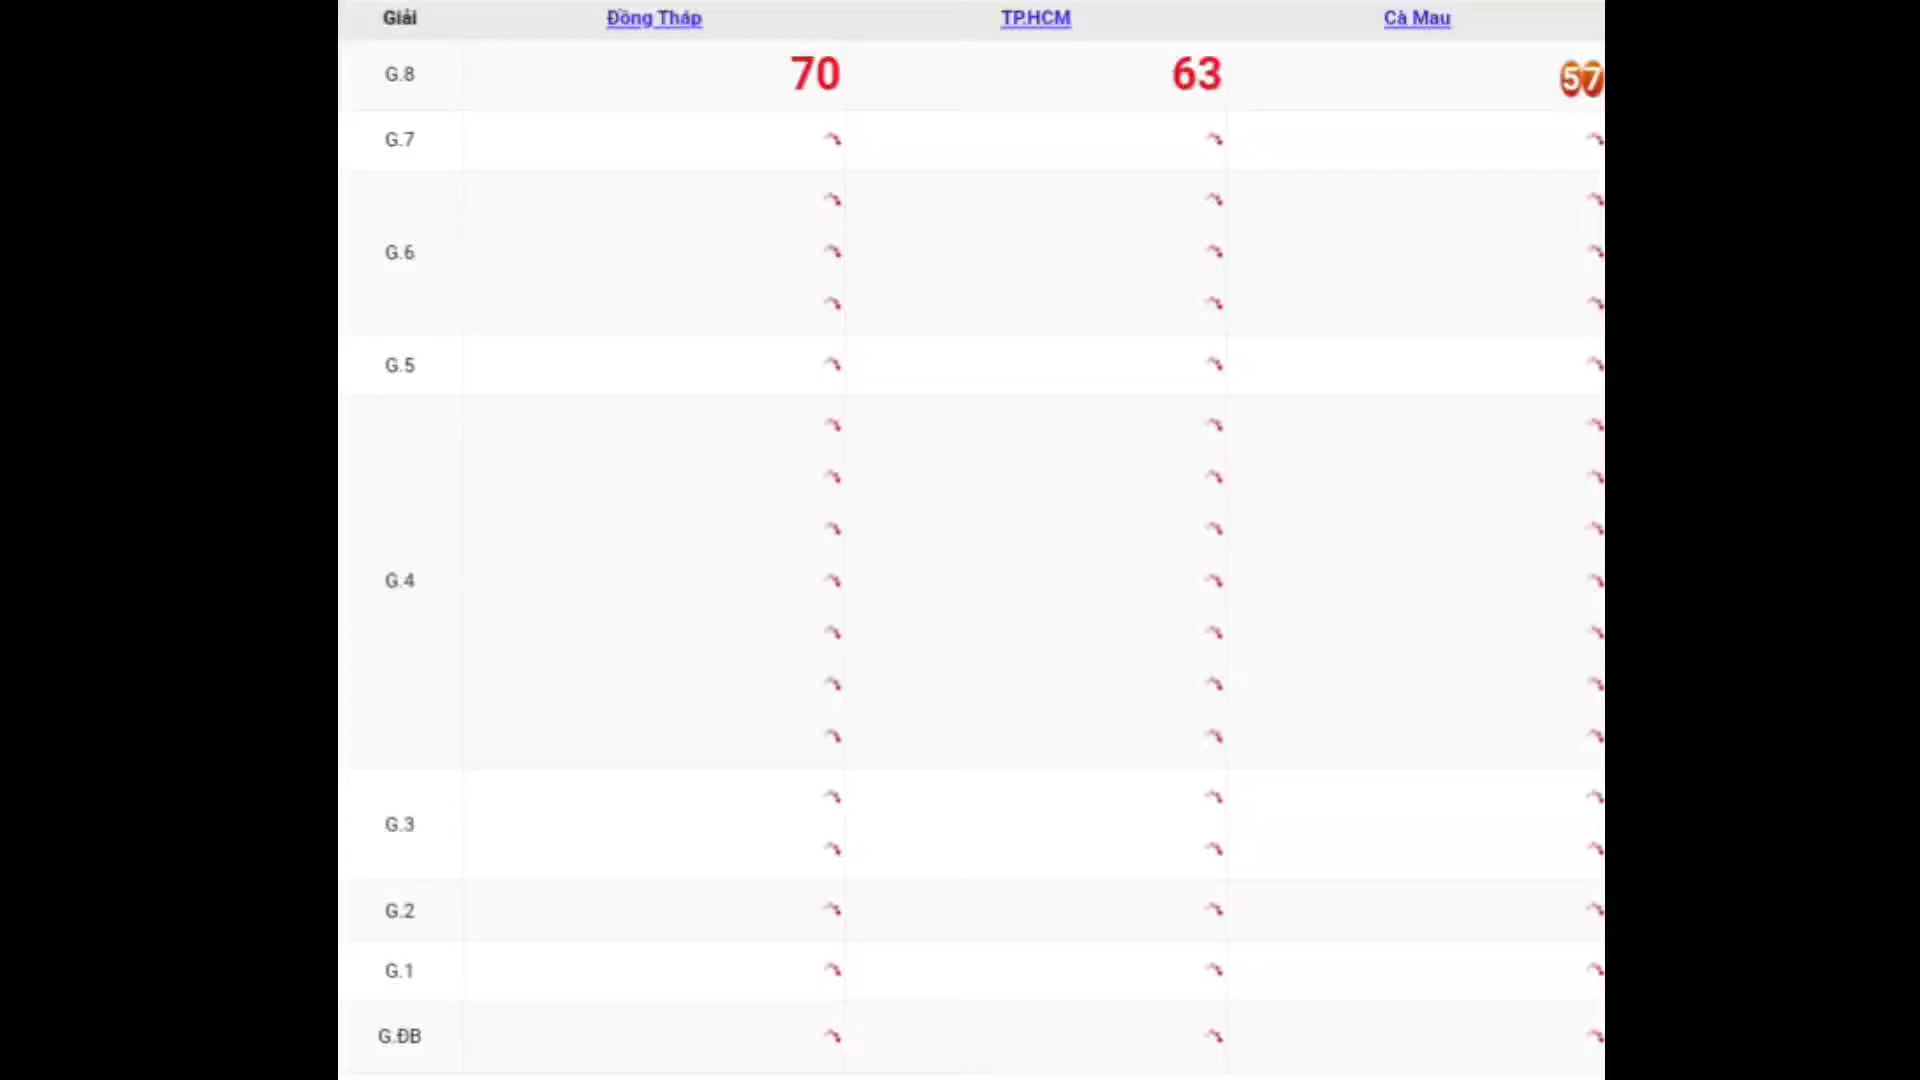 Giải Đồng Tháp TP.HCM Cà Mau
G.8 70 63 57
G.7
G.6
G.5
G.4
G.3
G.2
G.1
G.ĐB